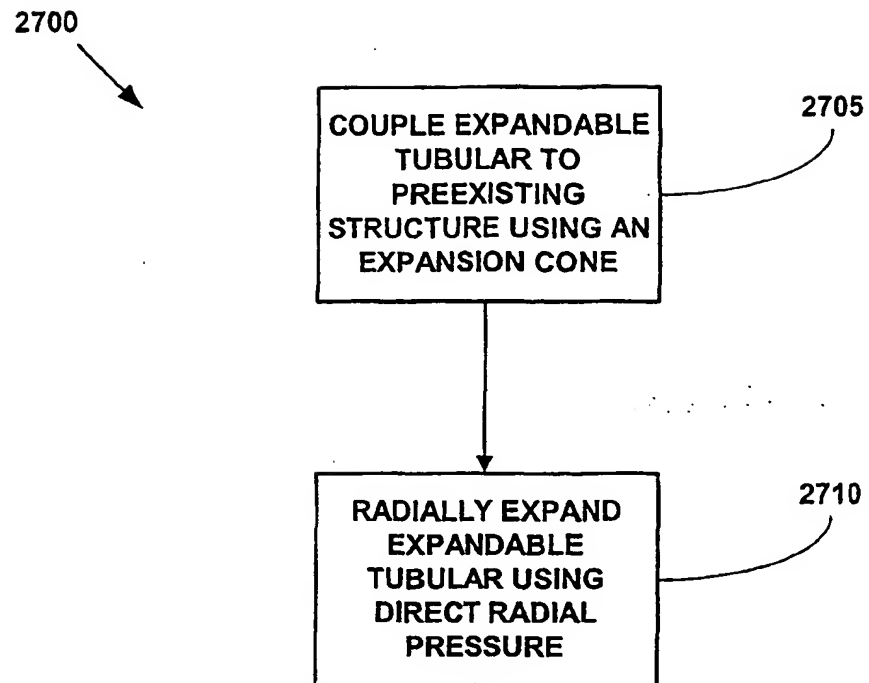 2700
COUPLE EXPANDABLE
TUBULAR TO
PREEXISTING
STRUCTURE USING AN
EXPANSION CONE
2705
RADIALLY EXPAND
EXPANDABLE
TUBULAR USING
DIRECT RADIAL
PRESSURE
2710